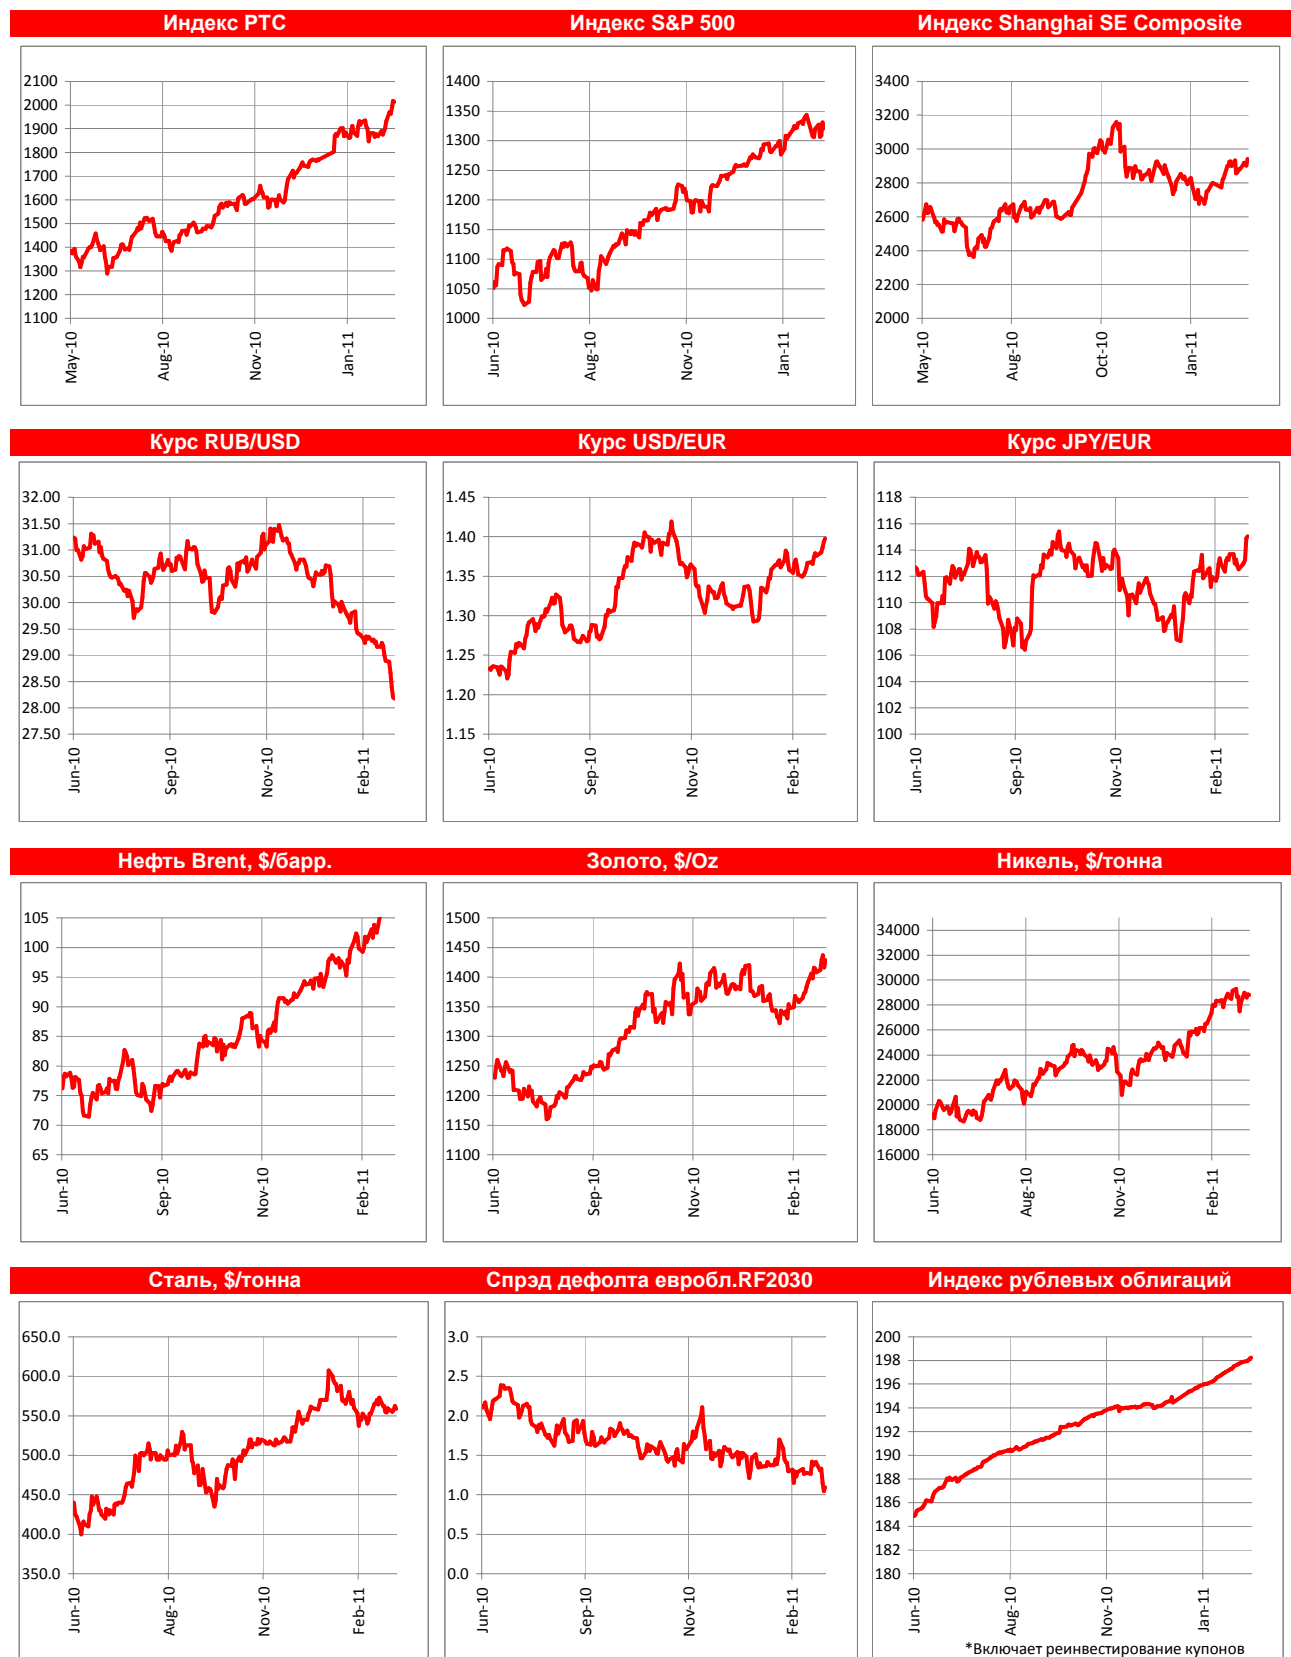 Индекс РТС
Индекс S&P 500
Индекс Shanghai SE Composite
2100
2000
1900
1800
1700
1600
1500
1400
1300
1200
1100
May-10
Aug-10
Nov-10
Jan-11
1400
1350
1300
1250
1200
1150
1100
1050
1000
Jun-10
Aug-10
Nov-10
Jan-11
3400
3200
3000
2800
2600
2400
2200
2000
May-10
Aug-10
Oct-10
Jan-11
Курс RUB/USD
Курс USD/EUR
Курс JPY/EUR
32.00
31.50
31.00
30.50
30.00
29.50
29.00
28.50
28.00
27.50
Jun-10
Sep-10
Nov-10
Feb-11
1.45
1.40
1.35
1.30
1.25
1.20
1.15
Jun-10
Sep-10
Nov-10
Feb-11
118
116
114
112
110
108
106
104
102
100
Jun-10
Sep-10
Nov-10
Feb-11
Нефть Brent, $/барр.
Золото, $/Oz
Никель, $/тонна
105
100
95
90
85
80
75
70
65
Jun-10
Sep-10
Nov-10
Feb-11
1500
1450
1400
1350
1300
1250
1200
1150
1100
Jun-10
Sep-10
Nov-10
Feb-11
34000
32000
30000
28000
26000
24000
22000
20000
18000
16000
Jun-10
Aug-10
Nov-10
Feb-11
Сталь, $/тонна
Спрэд дефолта евробл.RF2030
Индекс рублевых облигаций
650.0
600.0
550.0
500.0
450.0
400.0
350.0
Jun-10
Aug-10
Nov-10
Feb-11
3.0
2.5
2.0
1.5
1.0
0.5
0.0
Jun-10
Sep-10
Nov-10
Feb-11
200
198
196
194
192
190
188
186
184
182
180
Jun-10
Aug-10
Nov-10
Jan-11
*Включает реинвестирование купонов